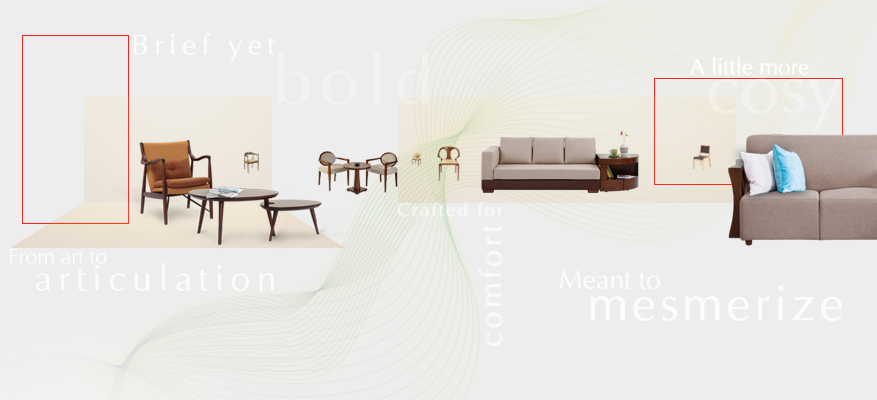 Brief yet
bold
From art to
articulation
Crafted for
comfort
A little more
cosy
Meant to
mesmerize